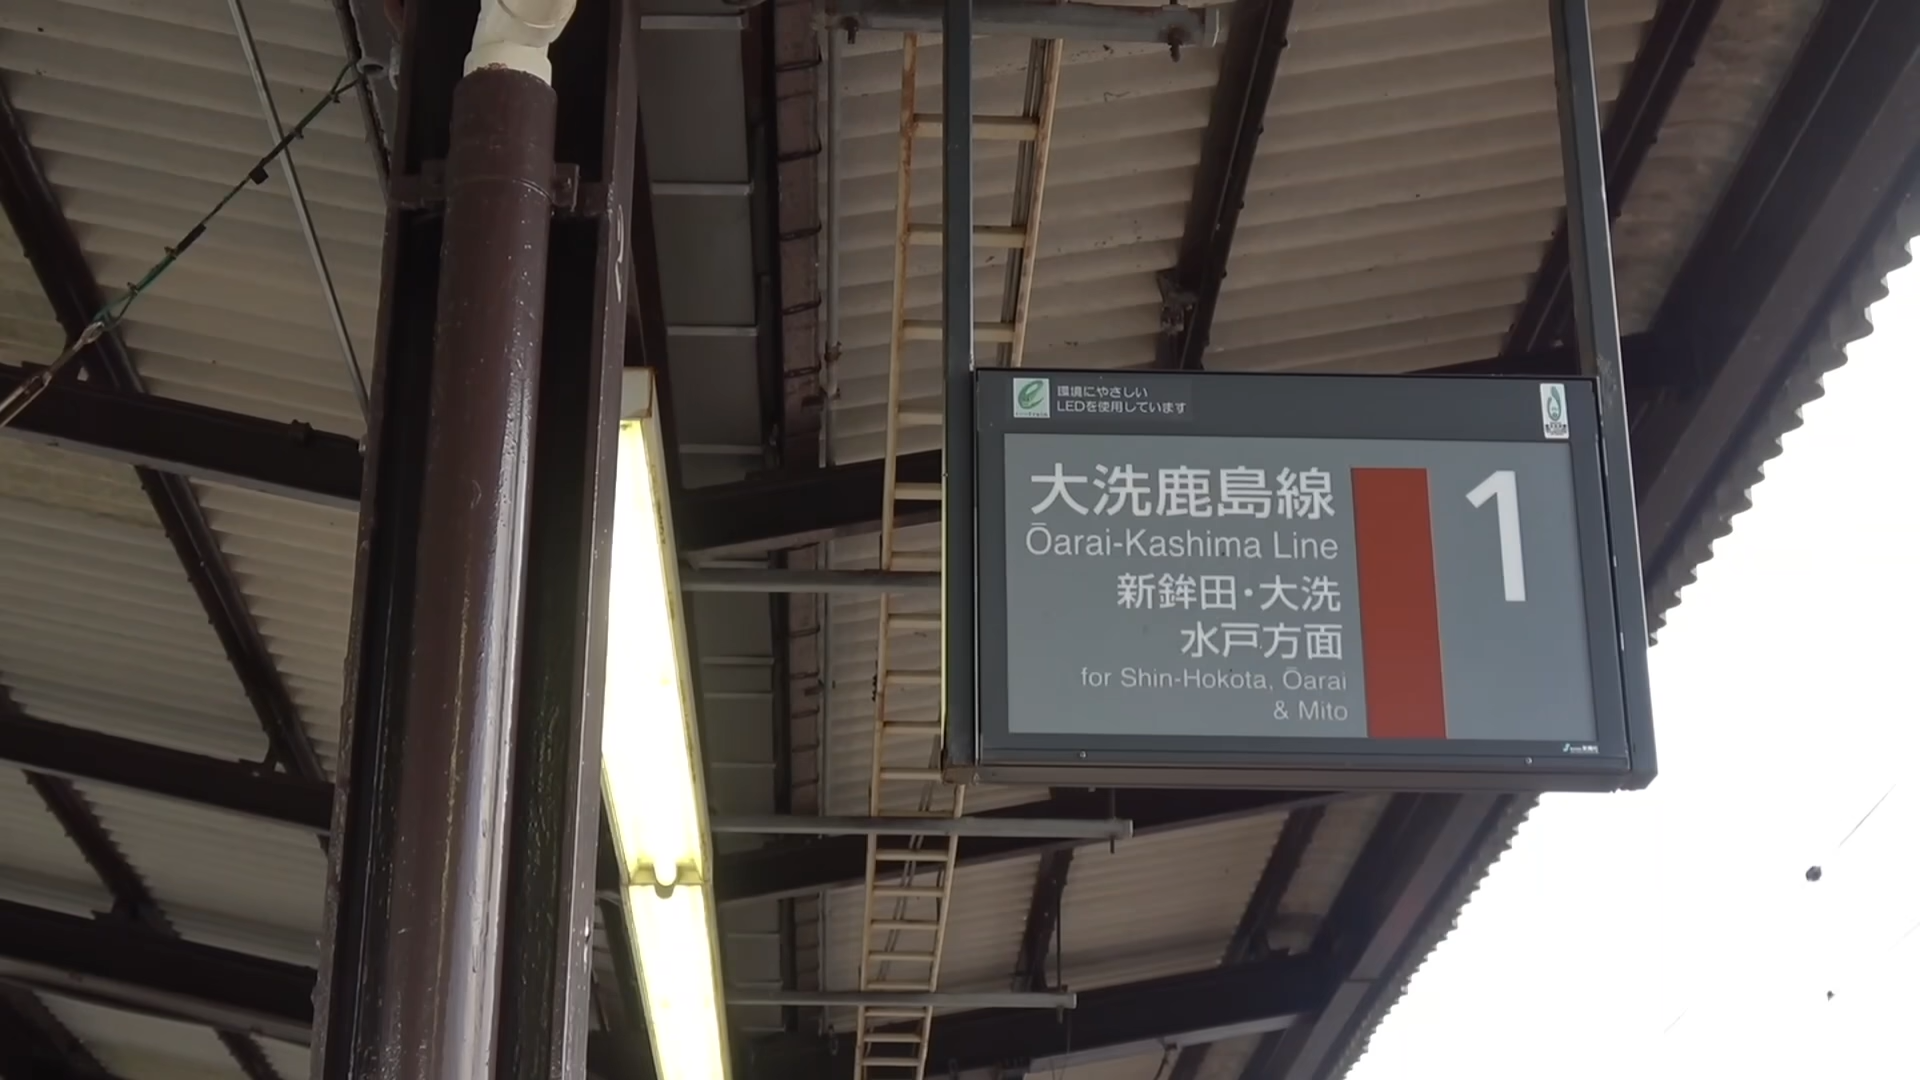 環境にやさしい
LEDを使用しています
大洗鹿島線
Ōarai-Kashima Line
新鉾田・大洗
水戸方面
for Shin-Hokota, Ōarai
& Mito
1